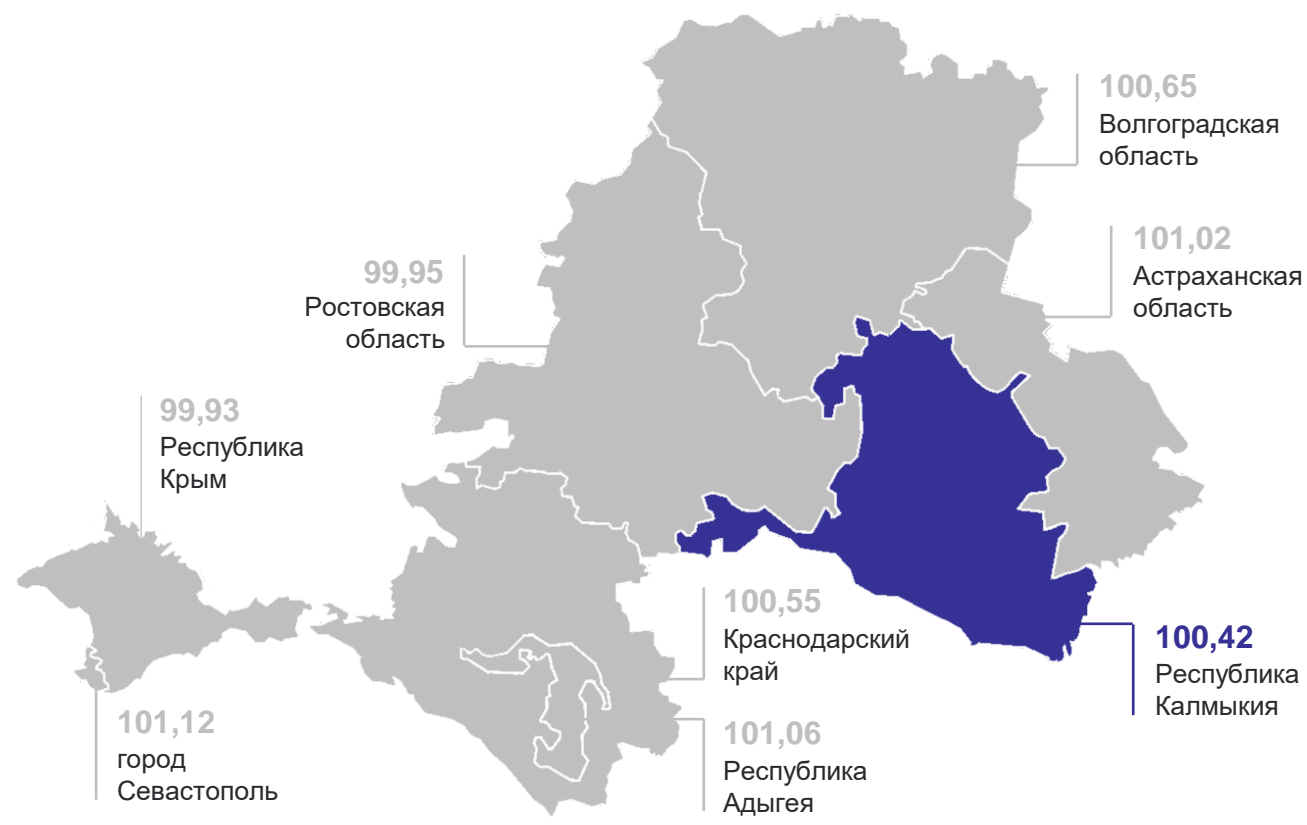 100,65
Волгоградская
область
101,02
Астраханская
область
99,95
Ростовская
область
99,93
Республика
Крым
100,55
Краснодарский
край
100,42
Республика
Калмыкия
101,12
город
Севастополь
101,06
Республика
Адыгея